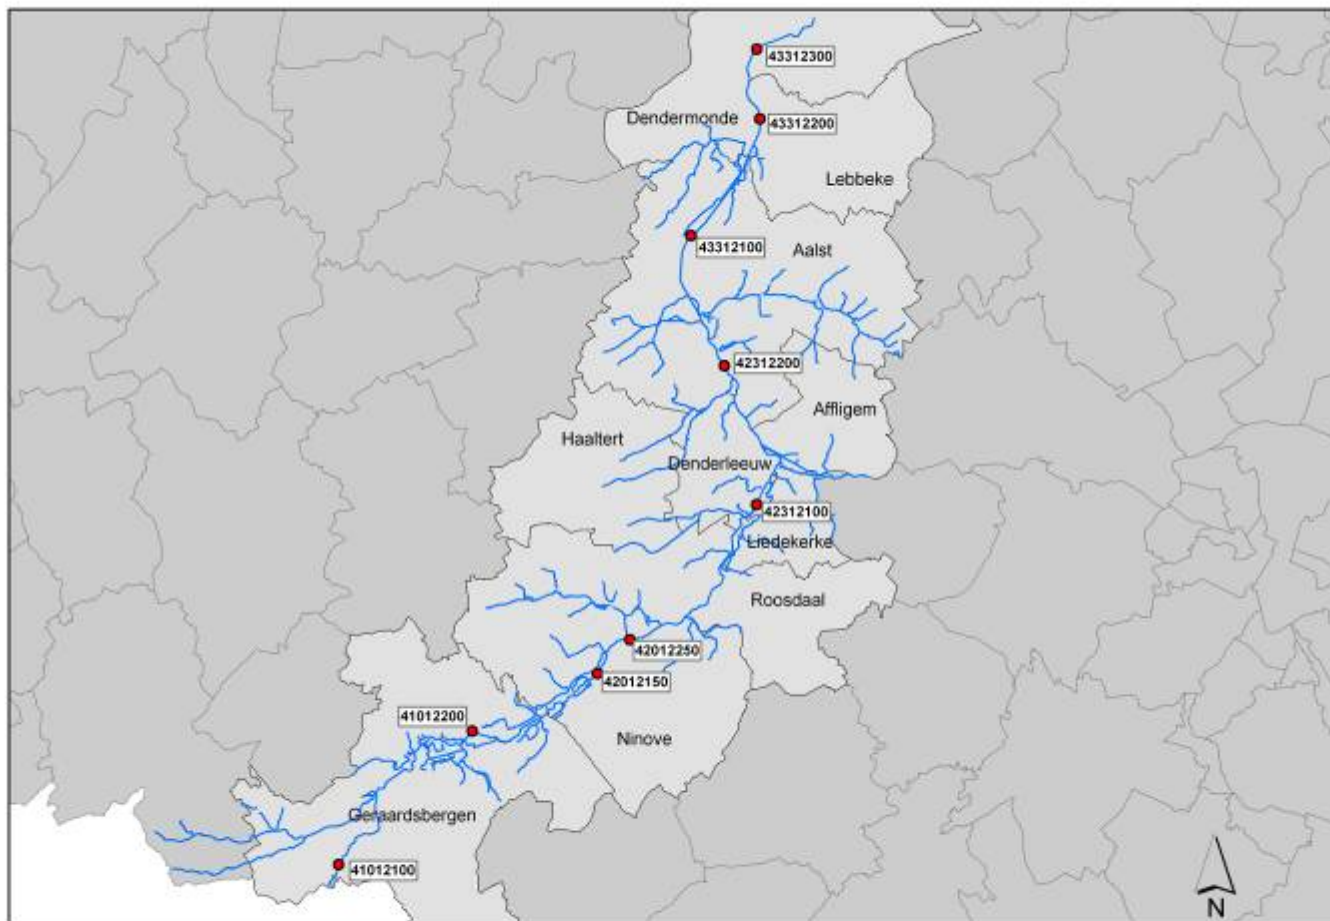 43312300
Dendermonde
43312200
Lebbeke
43312100
Aalst
42312200
Affligem
Haaltert
Denderleeuw
42312100
Liedekerke
Roosdaal
42012250
42012150
41012200
Ninove
Geraardsbergen
41012100
N